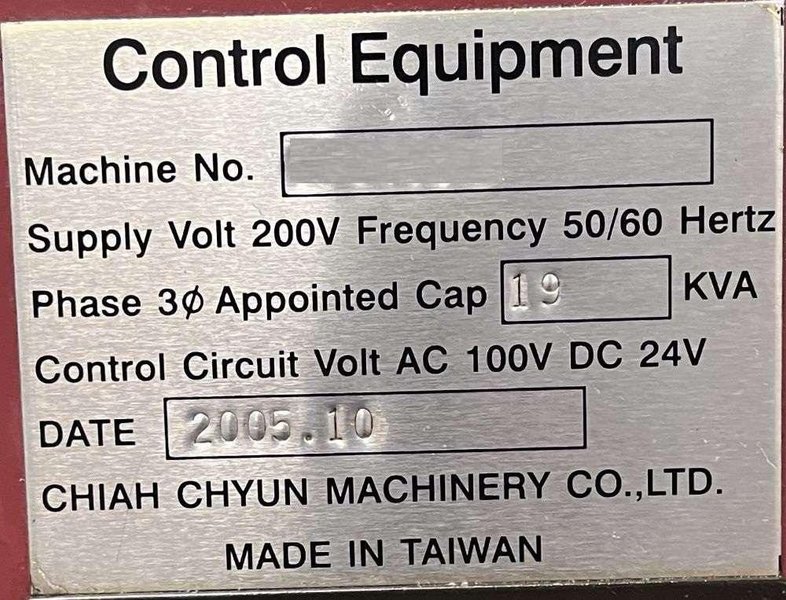 Control Equipment
Machine No.
Supply Volt 200V Frequency 50/60 Hertz
Phase 3ϕ Appointed Cap 19 KVA
Control Circuit Volt AC 100V DC 24V
DATE 2005.10
CHIAH CHYUN MACHINERY CO.,LTD.
MADE IN TAIWAN